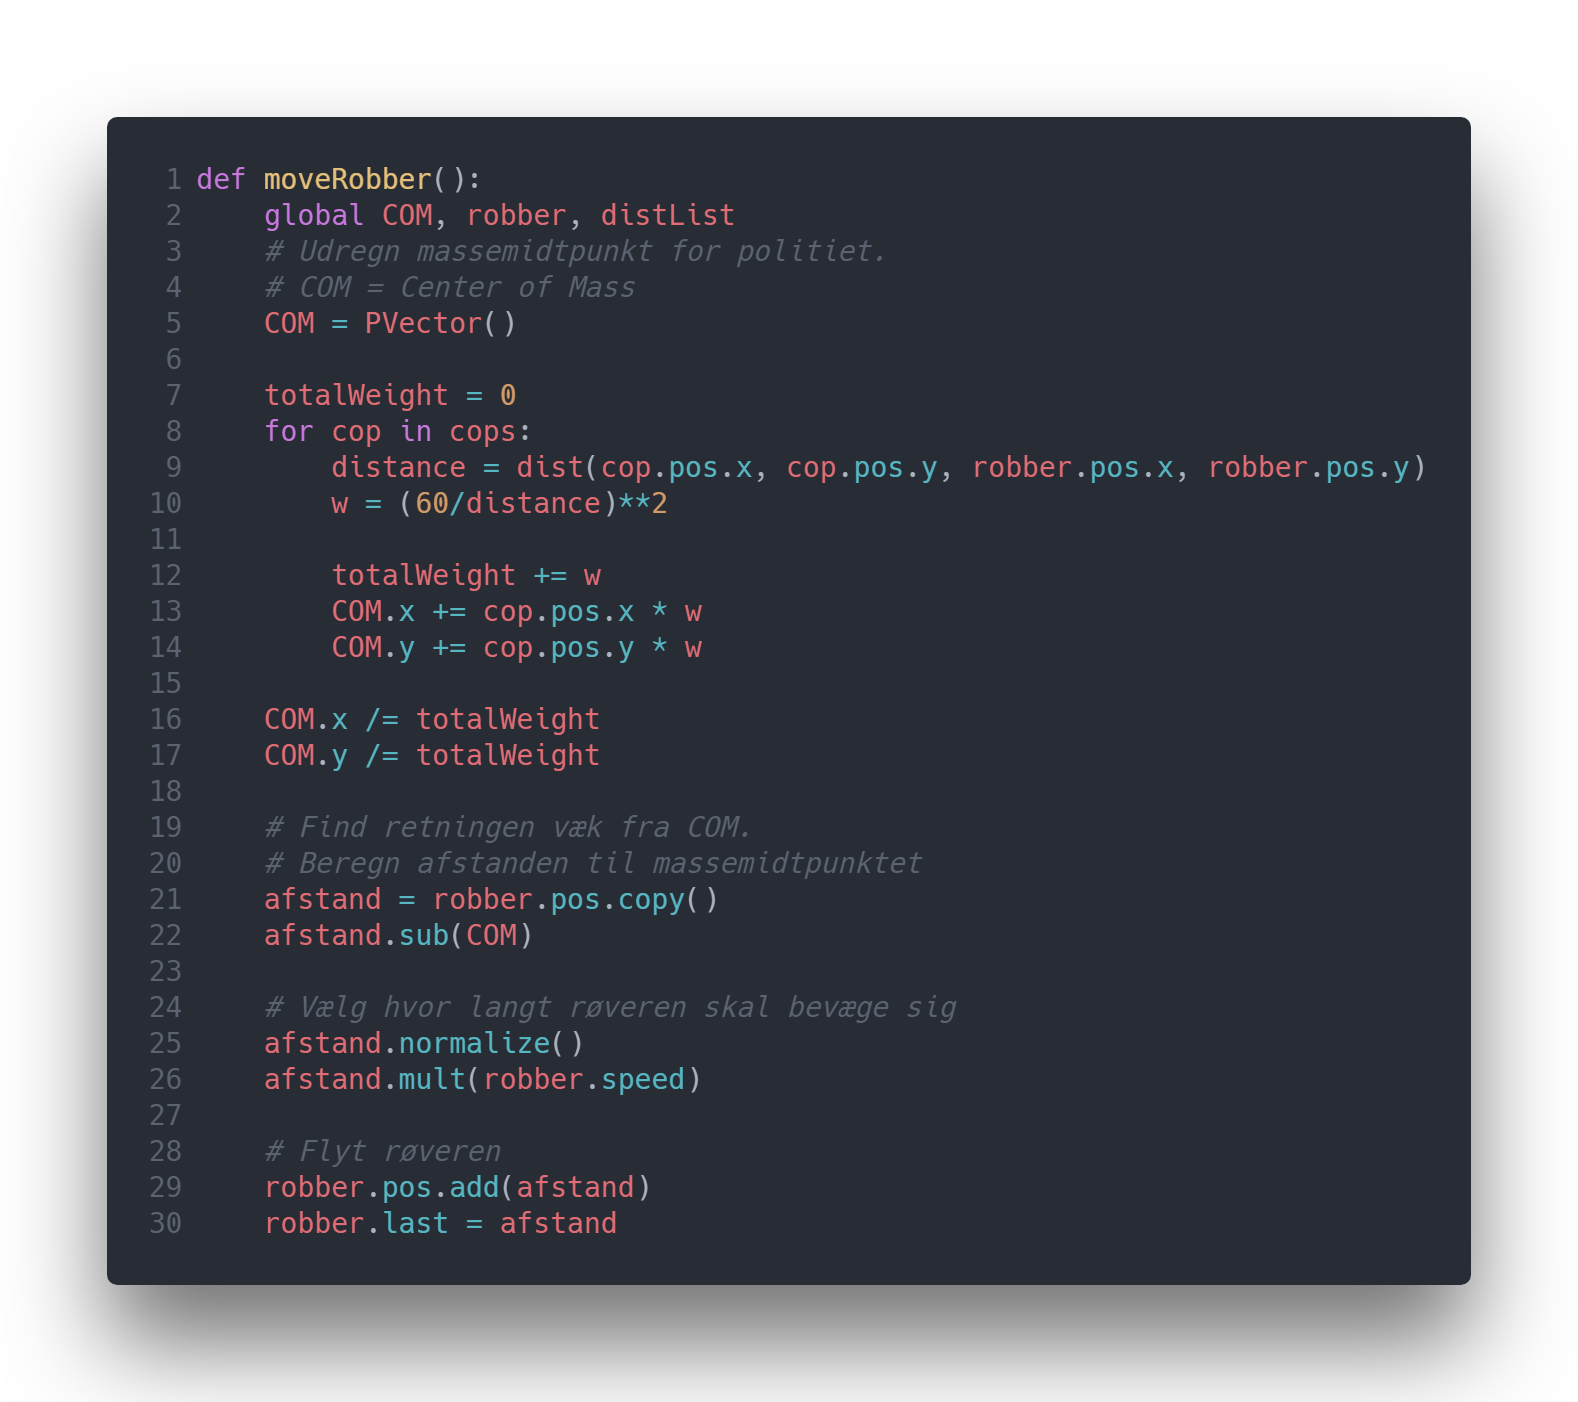 1 def moveRobber():
2     global COM, robber, distList
3     # Udregn massemidtpunkt for politiet.
4     # COM = Center of Mass
5     COM = PVector()
6
7     totalWeight = 0
8     for cop in cops:
9         distance = dist(cop.pos.x, cop.pos.y, robber.pos.x, robber.pos.y)
10         w = (60/distance)**2
11
12         totalWeight += w
13         COM.x += cop.pos.x * w
14         COM.y += cop.pos.y * w
15
16     COM.x /= totalWeight
17     COM.y /= totalWeight
18
19     # Find retningen væk fra COM.
20     # Beregn afstanden til massemidtpunktet
21     afstand = robber.pos.copy()
22     afstand.sub(COM)
23
24     # Vælg hvor langt røveren skal bevæge sig
25     afstand.normalize()
26     afstand.mult(robber.speed)
27
28     # Flyt røveren
29     robber.pos.add(afstand)
30     robber.last = afstand